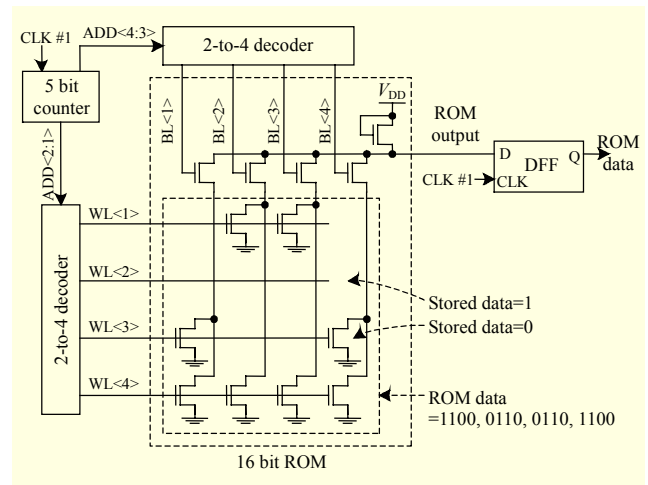 CLK #1
ADD<4:3>
2-to-4 decoder
5 bit
counter
BL<1>
BL<2>
BL<3>
BL<4>
VDD
ROM
output
D
Q
DFF
CLK
CLK #1
ROM
data
ADD<2:1>
2-to-4 decoder
WL<1>
WL<2>
WL<3>
WL<4>
Stored data=1
Stored data=0
ROM data
=1100, 0110, 0110, 1100
16 bit ROM